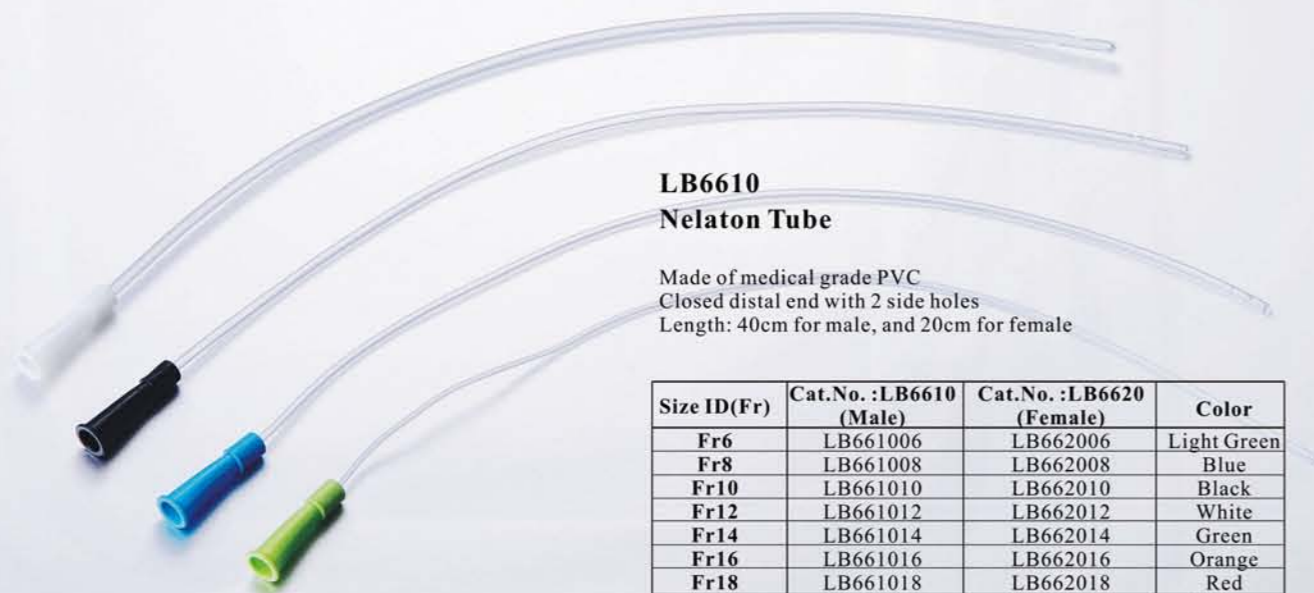 LB6610
Nelaton Tube
Made of medical grade PVC
Closed distal end with 2 side holes
Length: 40cm for male, and 20cm for female
Size ID(Fr) Cat.No. :LB6610 (Male) Cat.No. :LB6620 (Female) Color
Fr6 LB661006 LB662006 Light Green
Fr8 LB661008 LB662008 Blue
Fr10 LB661010 LB662010 Black
Fr12 LB661012 LB662012 White
Fr14 LB661014 LB662014 Green
Fr16 LB661016 LB662016 Orange
Fr18 LB661018 LB662018 Red